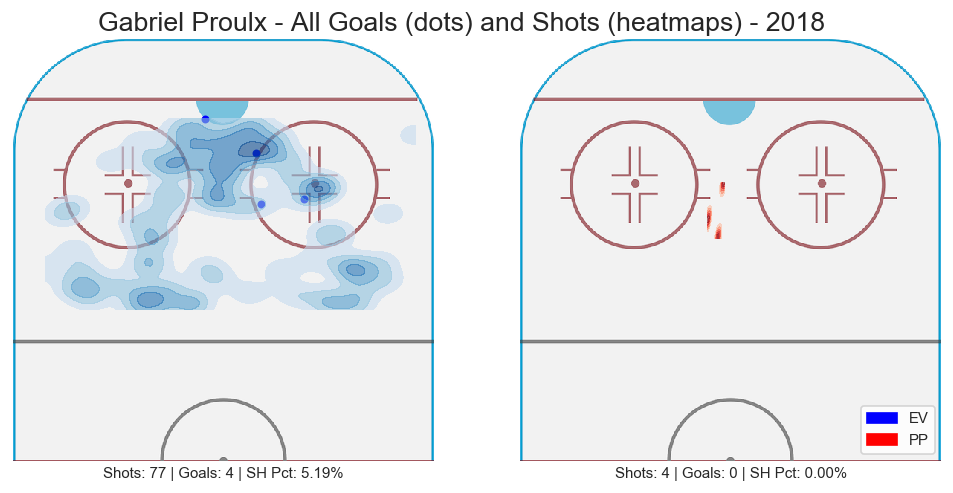 Gabriel Proulx - All Goals (dots) and Shots (heatmaps) - 2018
EV
PP
Shots: 77 | Goals: 4 | SH Pct: 5.19%
Shots: 4 | Goals: 0 | SH Pct: 0.00%